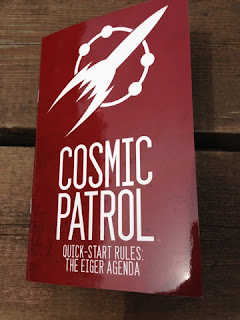 COSMIC
PATROL
QUICK-START RULES:
THE EIGER AGENDA